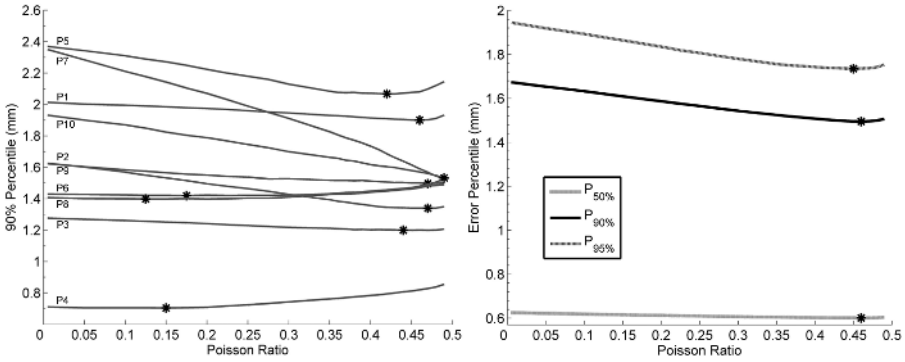 2.6
2.4
2.2
2
1.8
1.6
1.4
1.2
1
0.8
90% Percentile (mm)
P5
P7
P1
P10
P2
P9
P6
P8
P3
P4
0 0.05 0.1 0.15 0.2 0.25 0.3 0.35 0.4 0.45 0.5
Poisson Ratio
2
1.8
1.6
1.4
1.2
1
0.8
0.6
Error Percentile (mm)
P50%
P90%
P95%
0 0.05 0.1 0.15 0.2 0.25 0.3 0.35 0.4 0.45 0.5
Poisson Ratio